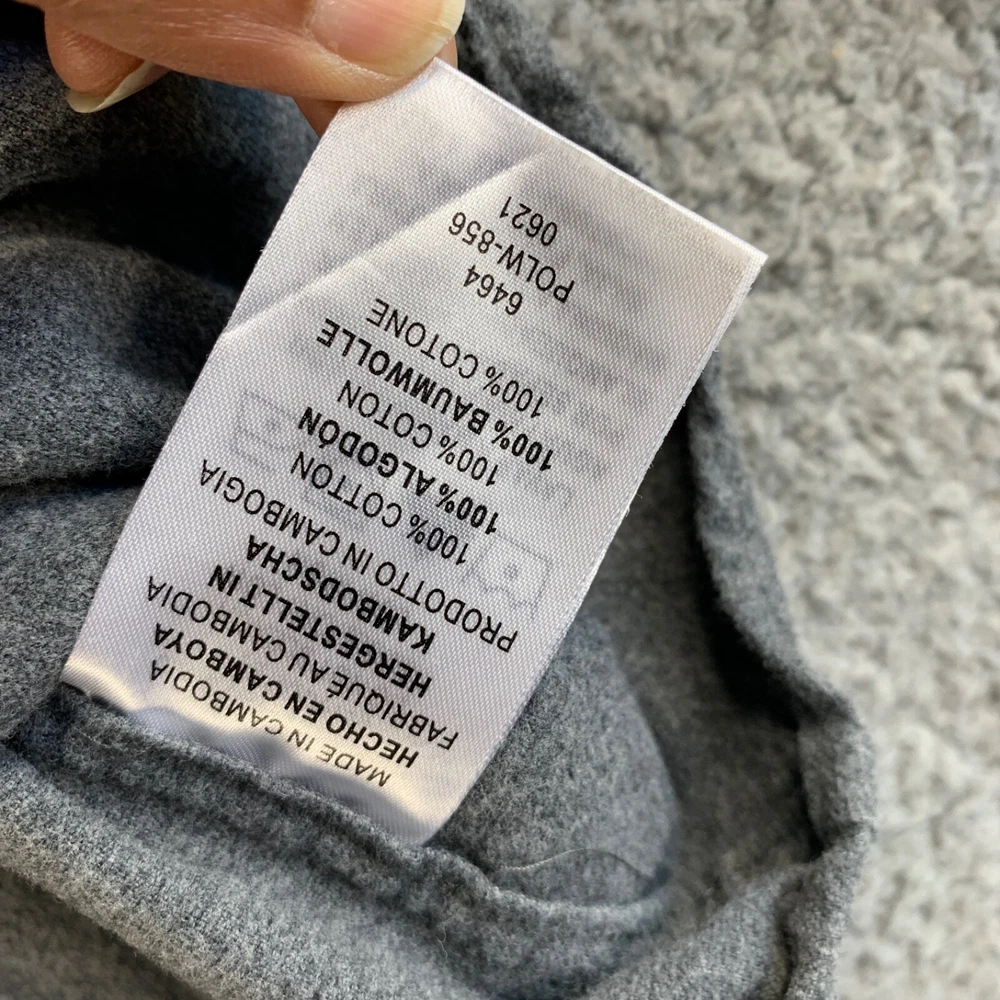 MADE IN CAMBODIA
HECHO EN CAMBOYA
FABRIQUÉ AU CAMBODIA
HERGESTELLT IN
KAMBODSCHA
PRODOTTO IN CAMBOGIA
100% COTTON
100% ALGODÓN
100% COTON
100% BAUMWOLLE
100% COTONE
6464
POLW-856
0621